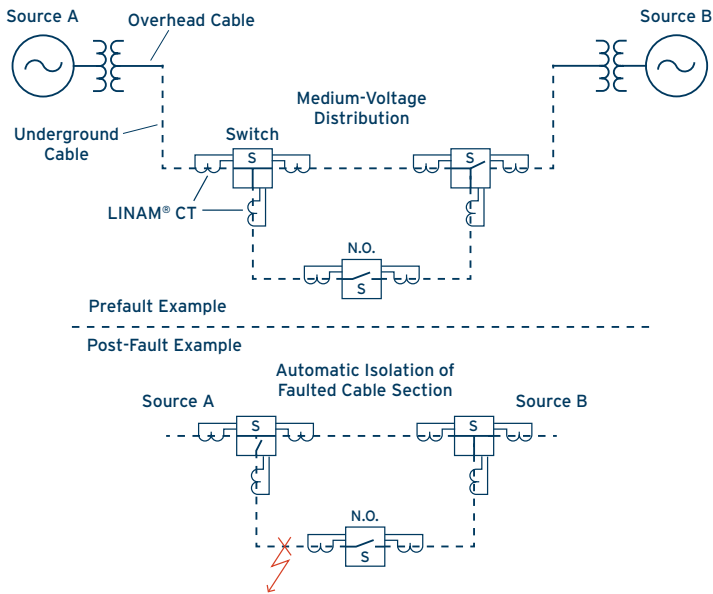 Source A
Source B
Overhead Cable
Medium-Voltage
Distribution
Underground
Cable
Switch
S
S
LINAM® CT
N.O.
S
Prefault Example
Post-Fault Example
Automatic Isolation of
Faulted Cable Section
Source A
Source B
S
S
N.O.
S